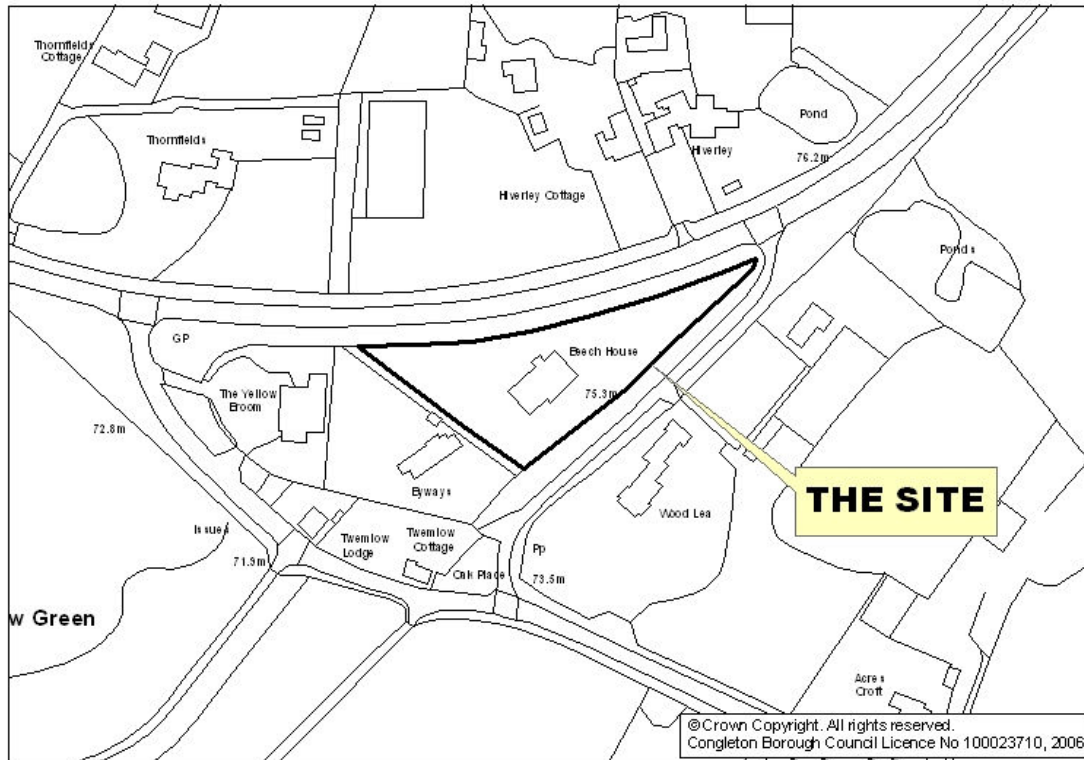 Thornfields
Cottage
Thornfields
Pond
Hiverley
76.2m
Hiverley Cottage
Ponds
GP
Beech House
The Yellow
Broom
75.3m
72.8m
THE SITE
Byways
Wood Lea
Issues
Twemlow
Lodge
Twemlow
Cottage
Pp
71.9m
Oak Place
73.5m
w Green
Acres
Croft
© Crown Copyright. All rights reserved.
Congleton Borough Council Licence No 100023710, 2006